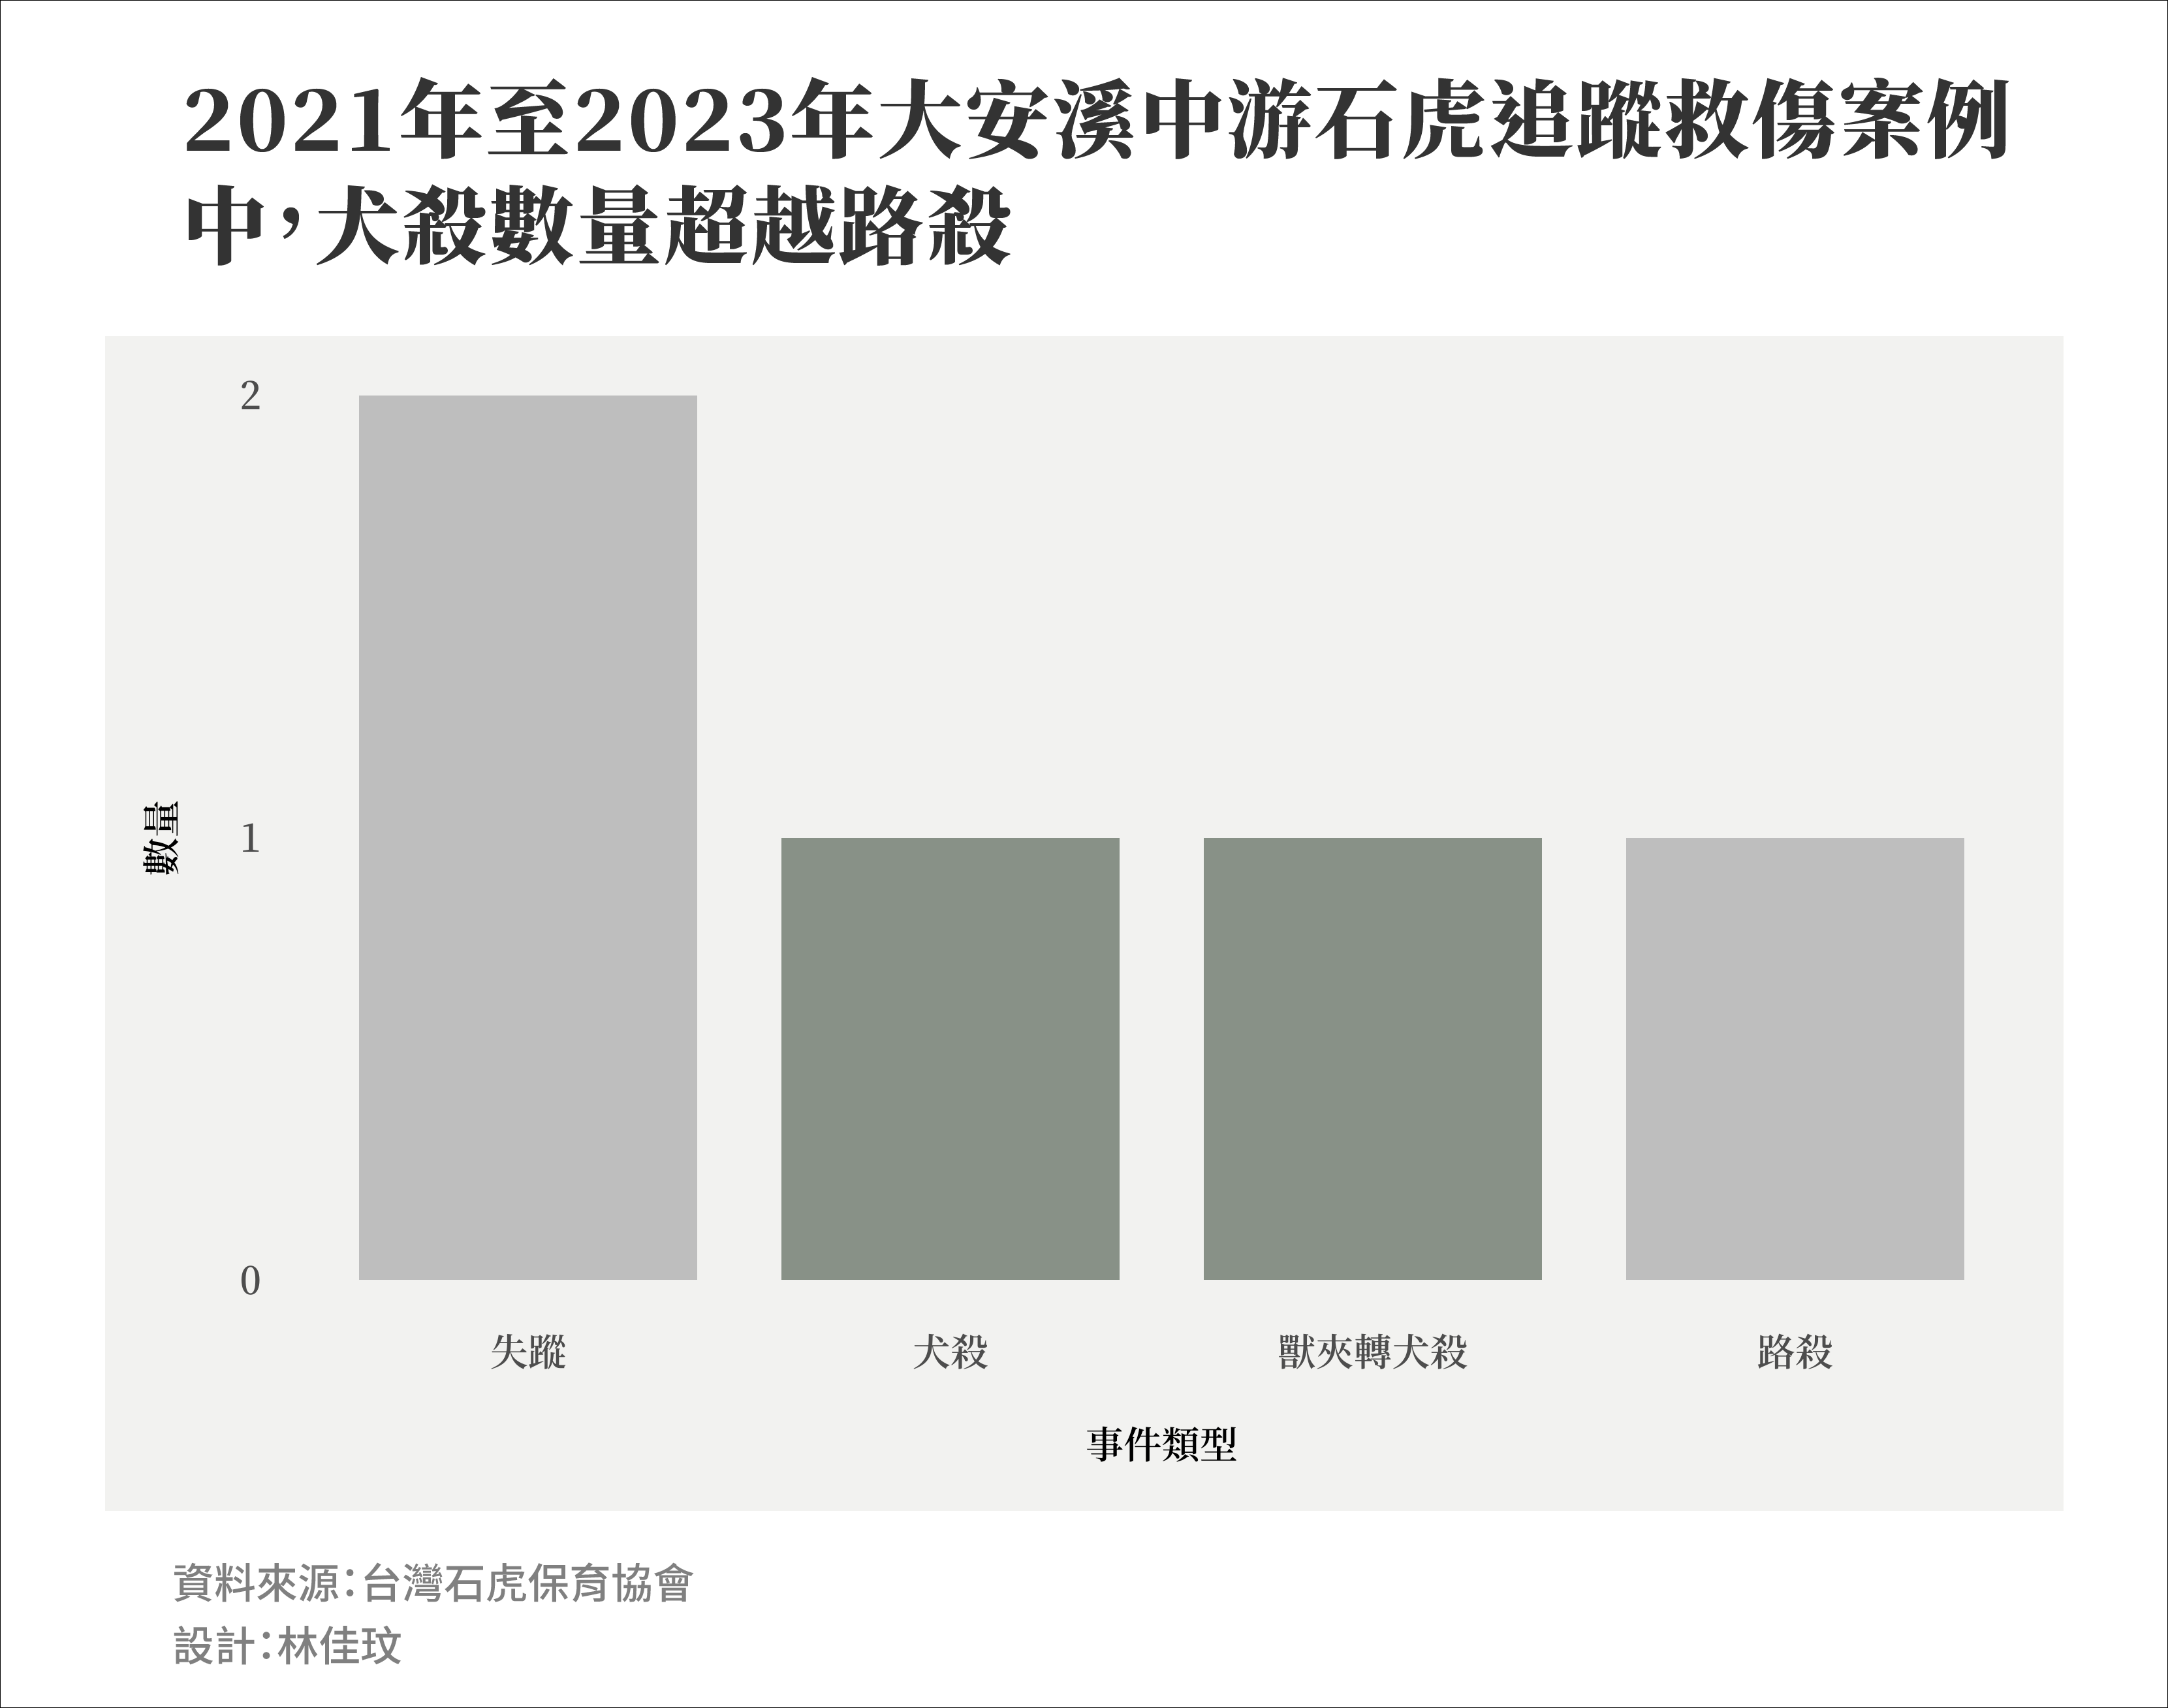 2021年至2023年大安溪中游石虎追蹤救傷案例
中，犬殺數量超越路殺
2
1
0
數量
失蹤
犬殺
獸夾轉犬殺
路殺
事件類型
資料來源：台灣石虎保育協會
設計：林佳玟